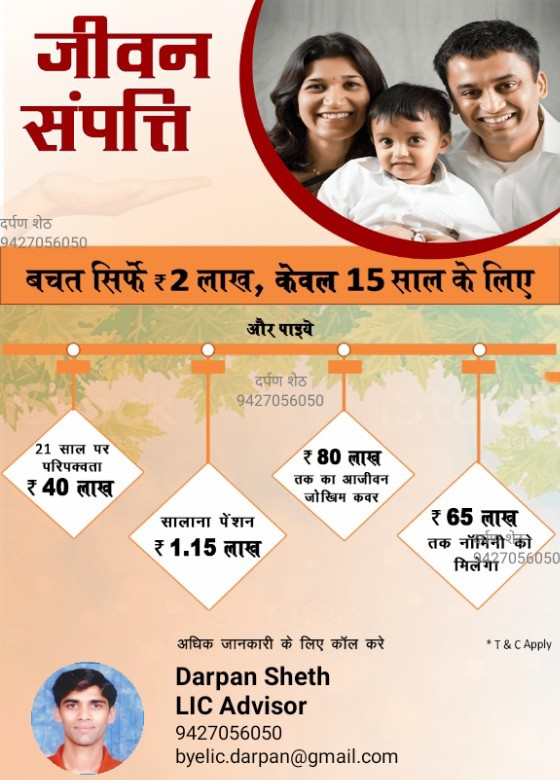 जीवन
संपत्ति
दर्पण शेठ
9427056050
बचत सिर्फे ₹ 2 लाख, केवल 15 साल के लिए
और पाइये
दर्पण शेठ
9427056050
21 साल पर
परिपक्वता
₹ 40 लाख
सालाना पेंशन
₹ 1.15 लाख
₹ 80 लाख
तक का आजीवन
जोखिम कवर
₹ 65 लाख
तक नॉमिनी को
मिलेगा
दर्पण शेठ
9427056050
अधिक जानकारी के लिए कॉल करे
* T & C Apply
Darpan Sheth
LIC Advisor
9427056050
byelic.darpan@gmail.com